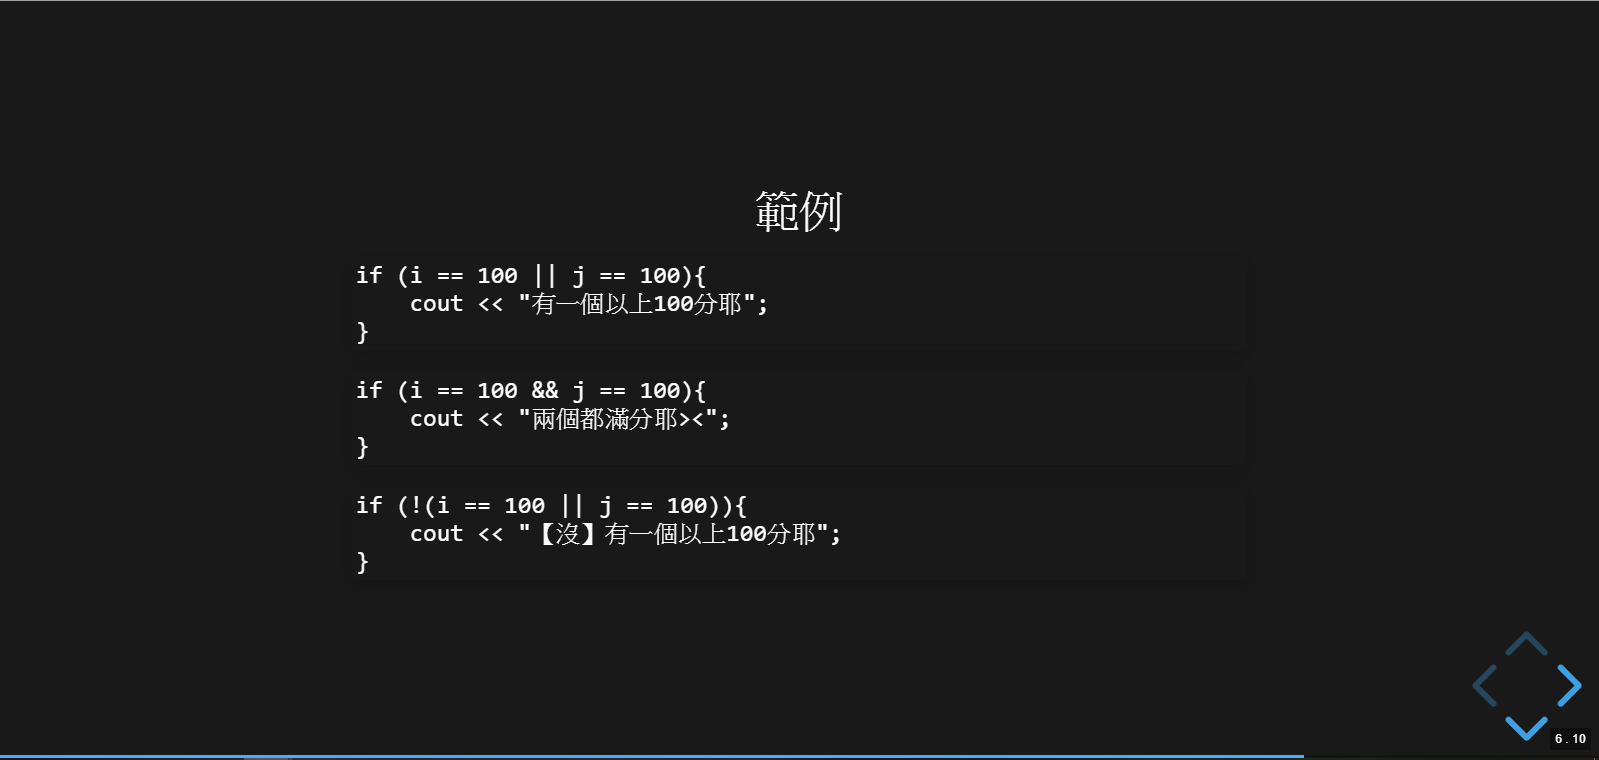 範例
if (i == 100 || j == 100){
    cout << "有一個以上100分耶";
}
if (i == 100 && j == 100){
    cout << "兩個都滿分耶><";
}
if (!(i == 100 || j == 100)){
    cout << "【沒】有一個以上100分耶";
}
6.10